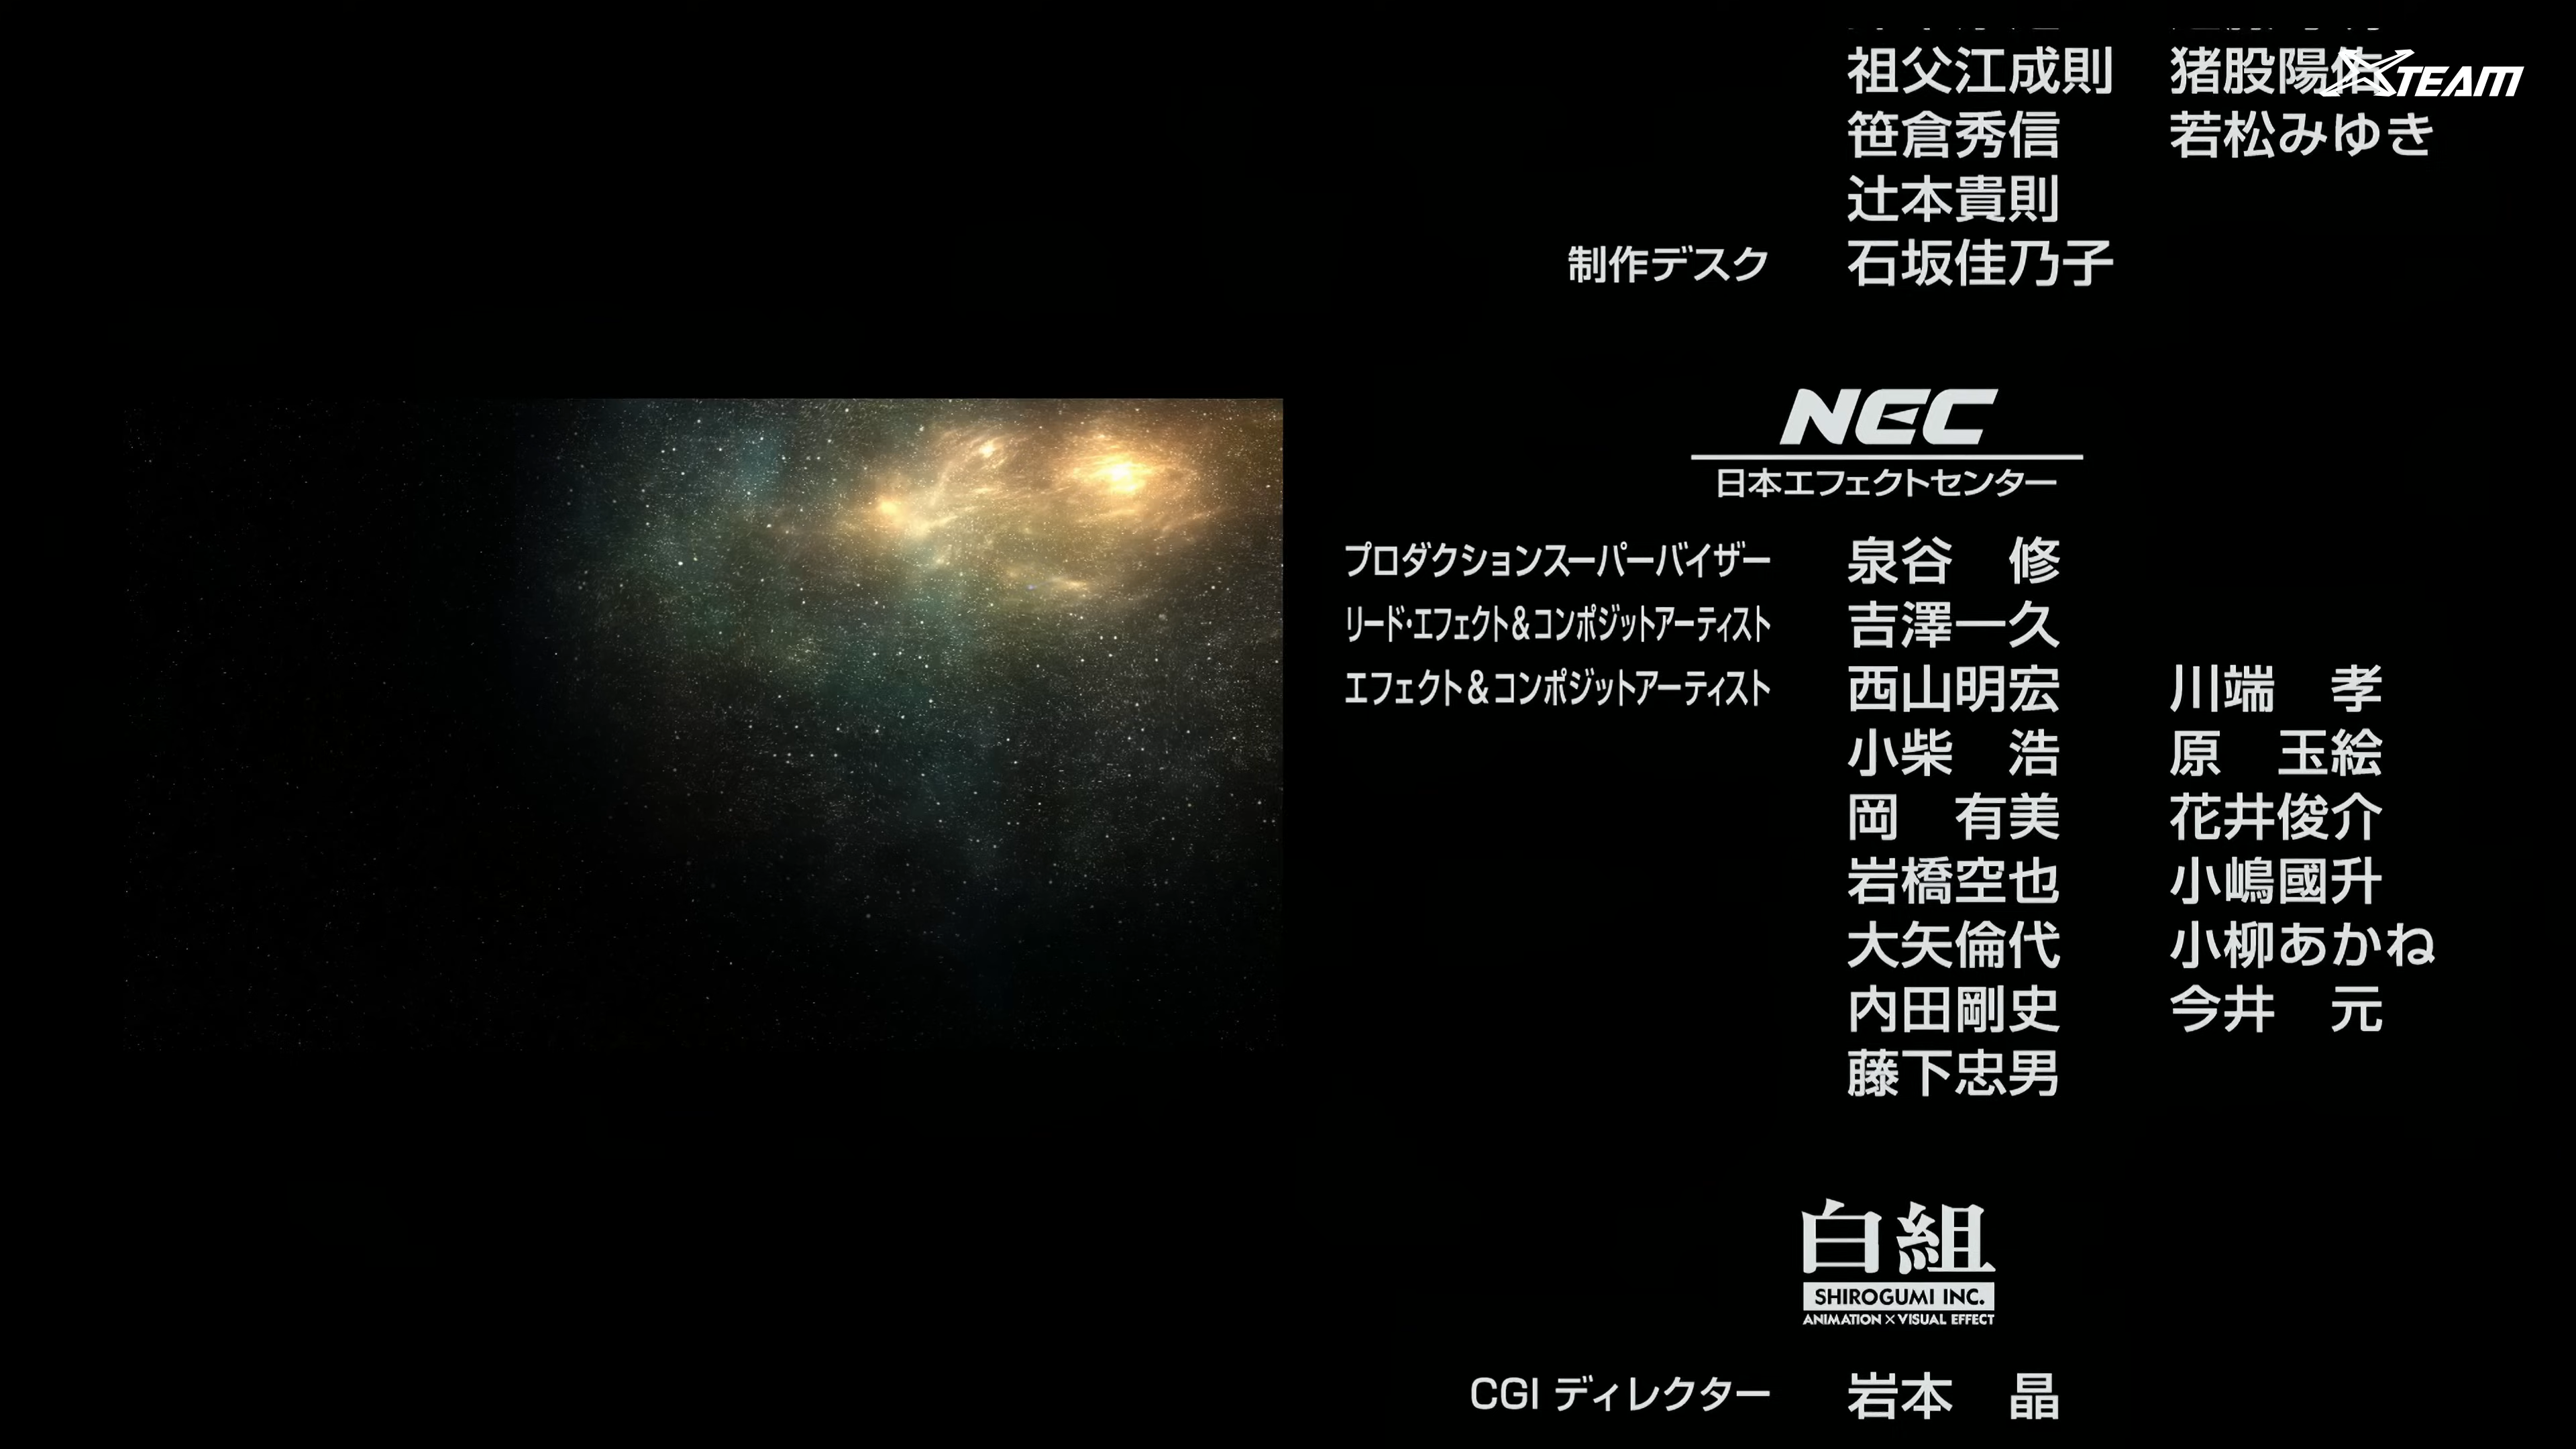 祖父江成則　猪股陽佑
XTEAM
笹倉秀信　若松みゆき
辻本貴則
制作デスク　石坂佳乃子
NEC
日本エフェクトセンター
プロダクションスーパーバイザー　泉谷　修
リード・エフェクト＆コンポジットアーティスト　吉澤一久
エフェクト＆コンポジットアーティスト　西山明宏　川端　孝
小柴　浩　原　玉絵
岡　有美　花井俊介
岩橋空也　小嶋國升
大矢倫代　小柳あかね
内田剛史　今井　元
藤下忠男
白組
SHIROGUMI INC.
ANIMATION×VISUAL EFFECT
CGI ディレクター　岩本　晶